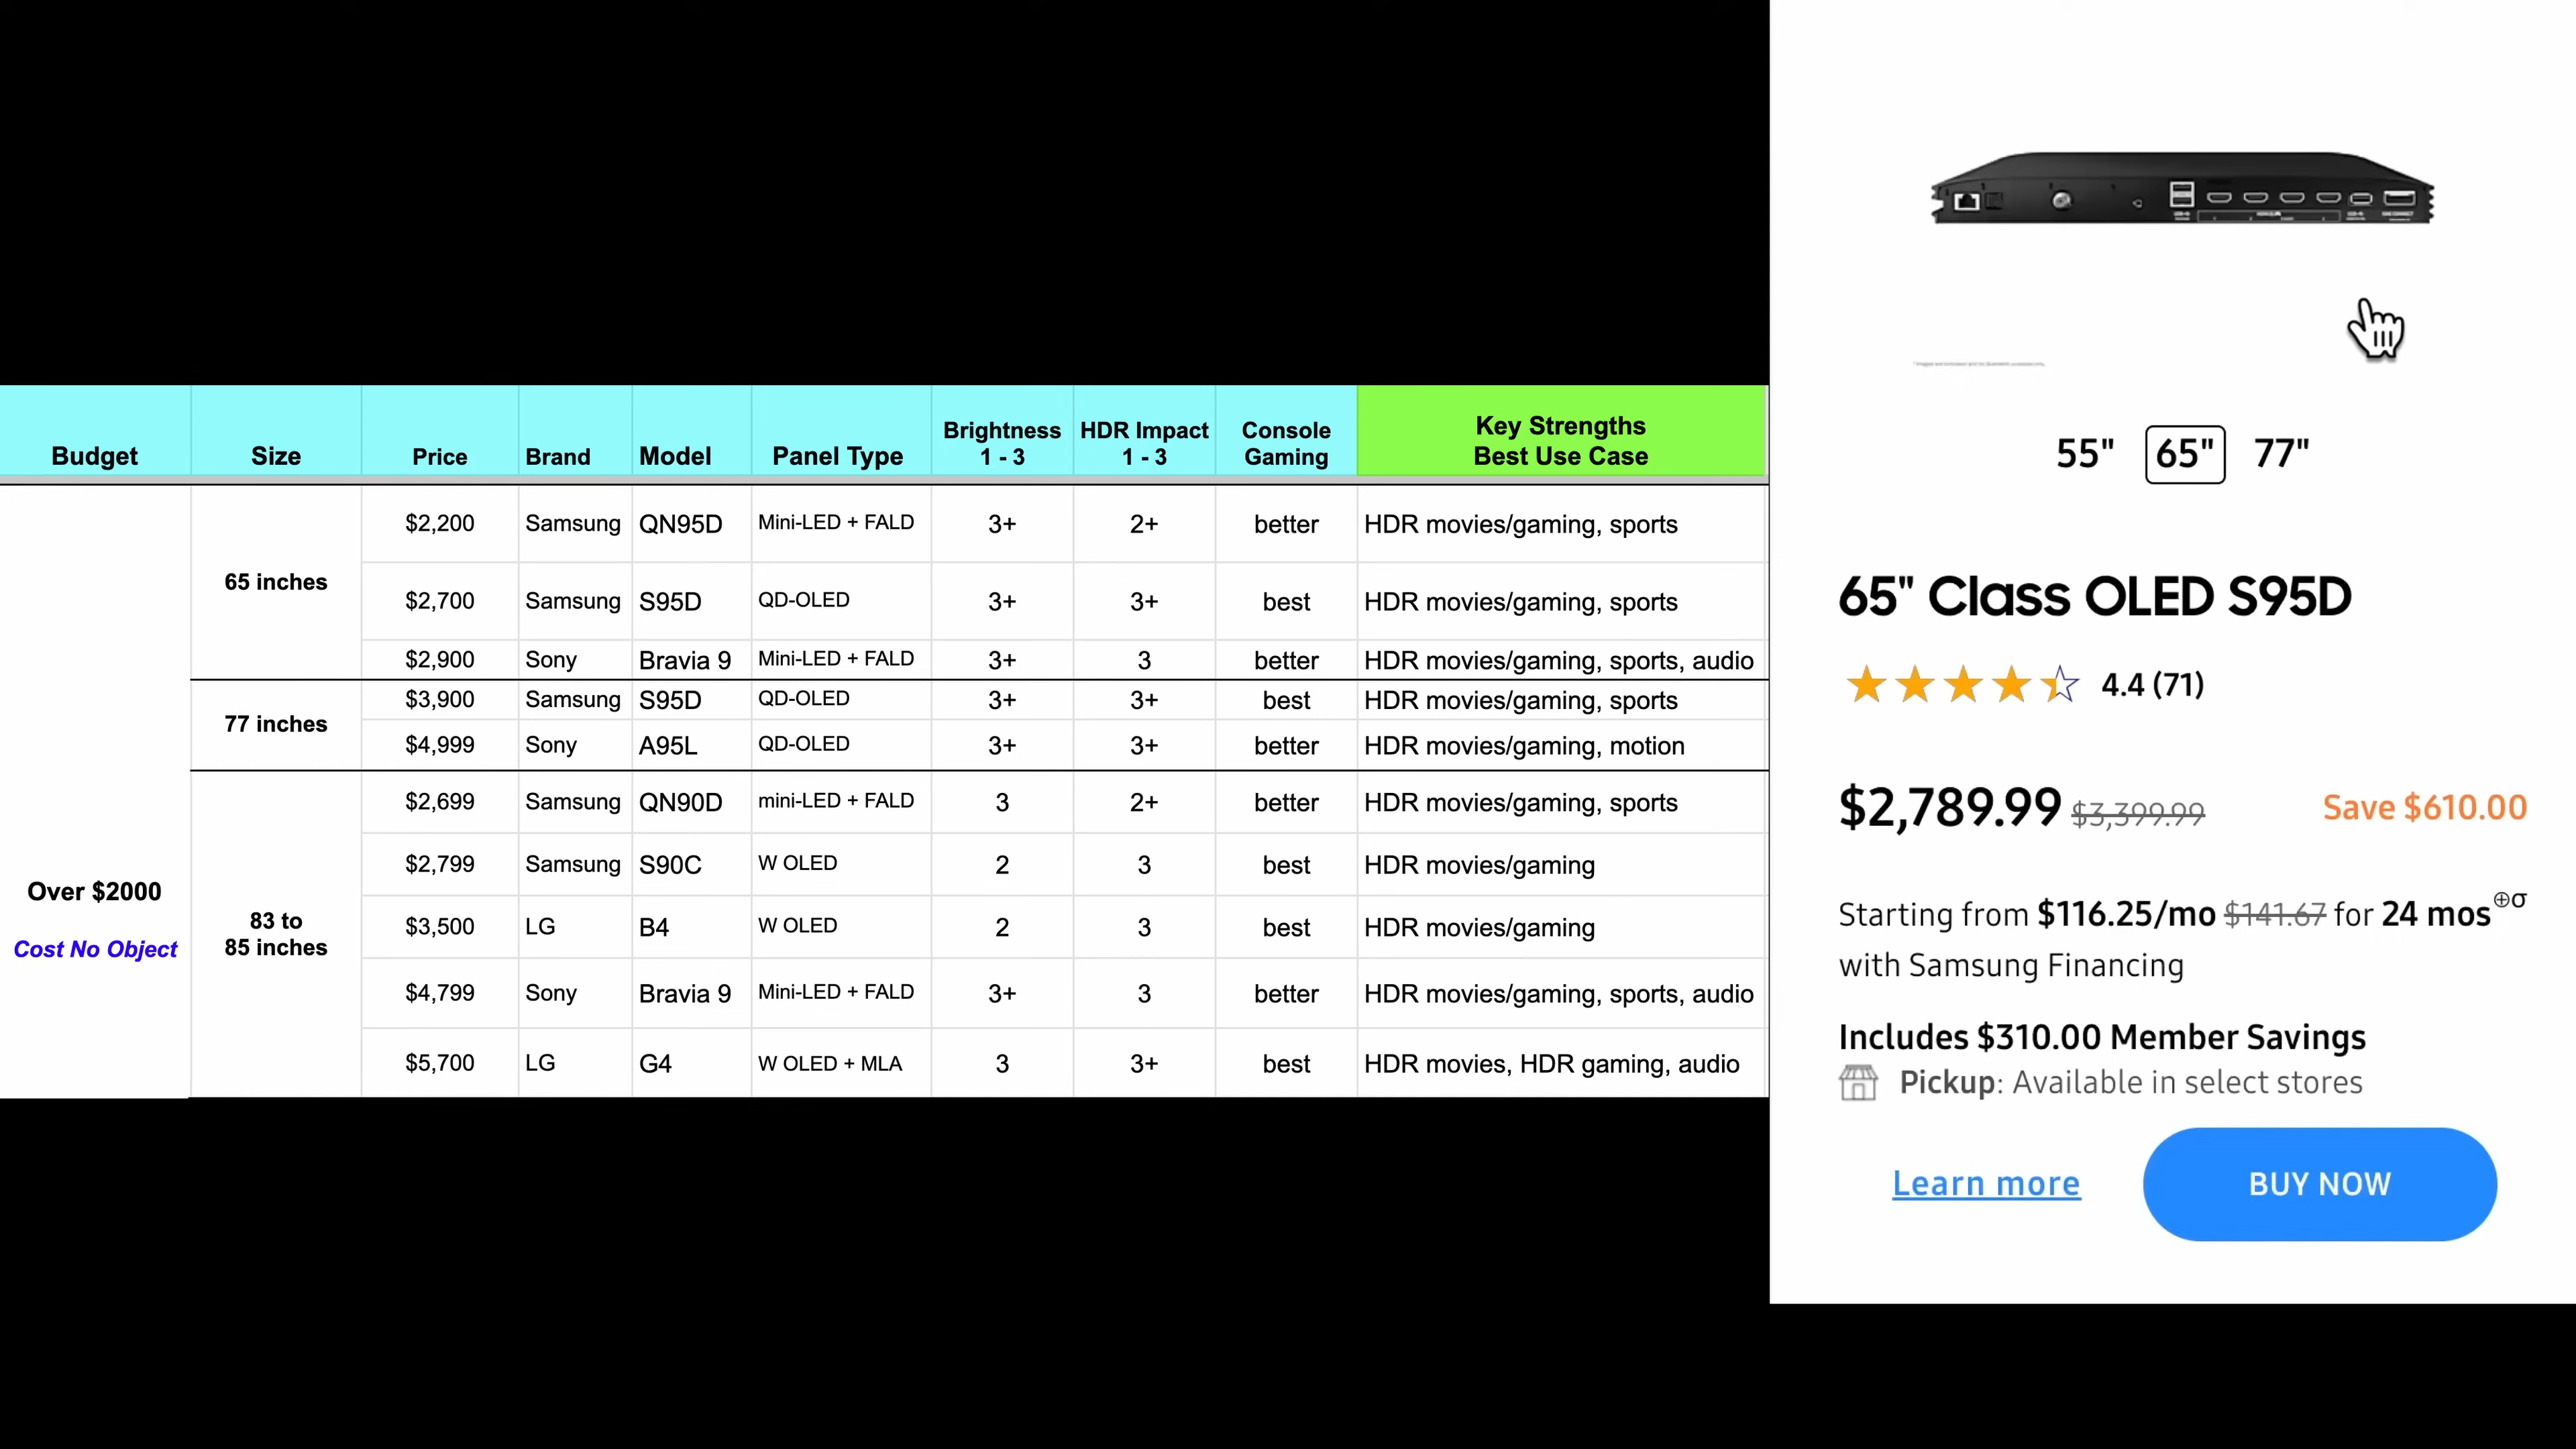 Budget Size Price Brand Model Panel Type Brightness 1 - 3 HDR Impact 1 - 3 Console Gaming Key Strengths Best Use Case
Over $2000
Cost No Object
65 inches
$2,200 Samsung QN95D Mini-LED + FALD 3+ 2+ better HDR movies/gaming, sports
$2,700 Samsung S95D QD-OLED 3+ 3+ best HDR movies/gaming, sports
$2,900 Sony Bravia 9 Mini-LED + FALD 3+ 3 better HDR movies/gaming, sports, audio
77 inches
$3,900 Samsung S95D QD-OLED 3+ 3+ best HDR movies/gaming, sports
$4,999 Sony A95L QD-OLED 3+ 3+ better HDR movies/gaming, motion
83 to
85 inches
$2,699 Samsung QN90D mini-LED + FALD 3 2+ better HDR movies/gaming, sports
$2,799 Samsung S90C W OLED 2 3 best HDR movies/gaming
$3,500 LG B4 W OLED 2 3 best HDR movies/gaming
$4,799 Sony Bravia 9 Mini-LED + FALD 3+ 3 better HDR movies/gaming, sports, audio
$5,700 LG G4 W OLED + MLA 3 3+ best HDR movies, HDR gaming, audio
55" 65" 77"
65" Class OLED S95D
4.4 (71)
$2,789.99 $3,399.99 Save $610.00
Starting from $116.25/mo $141.67 for 24 mos⊕σ
with Samsung Financing
Includes $310.00 Member Savings
Pickup: Available in select stores
Learn more BUY NOW